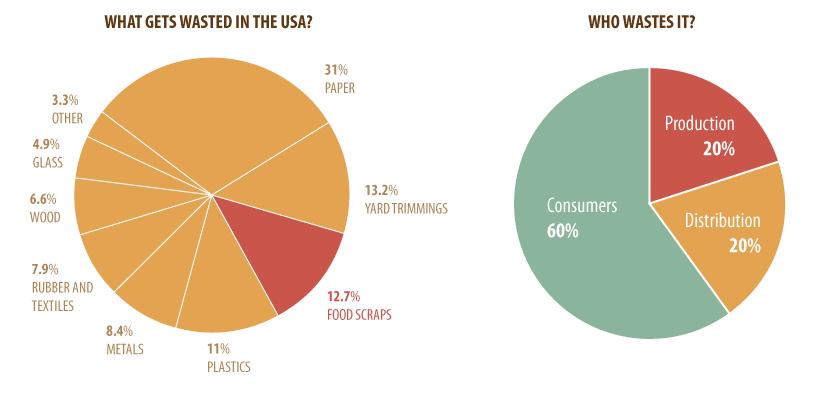 WHAT GETS WASTED IN THE USA?
31%
PAPER
13.2%
YARD TRIMMINGS
12.7%
FOOD SCRAPS
11%
PLASTICS
8.4%
METALS
7.9%
RUBBER AND
TEXTILES
6.6%
WOOD
4.9%
GLASS
3.3%
OTHER
WHO WASTES IT?
Production
20%
Distribution
20%
Consumers
60%